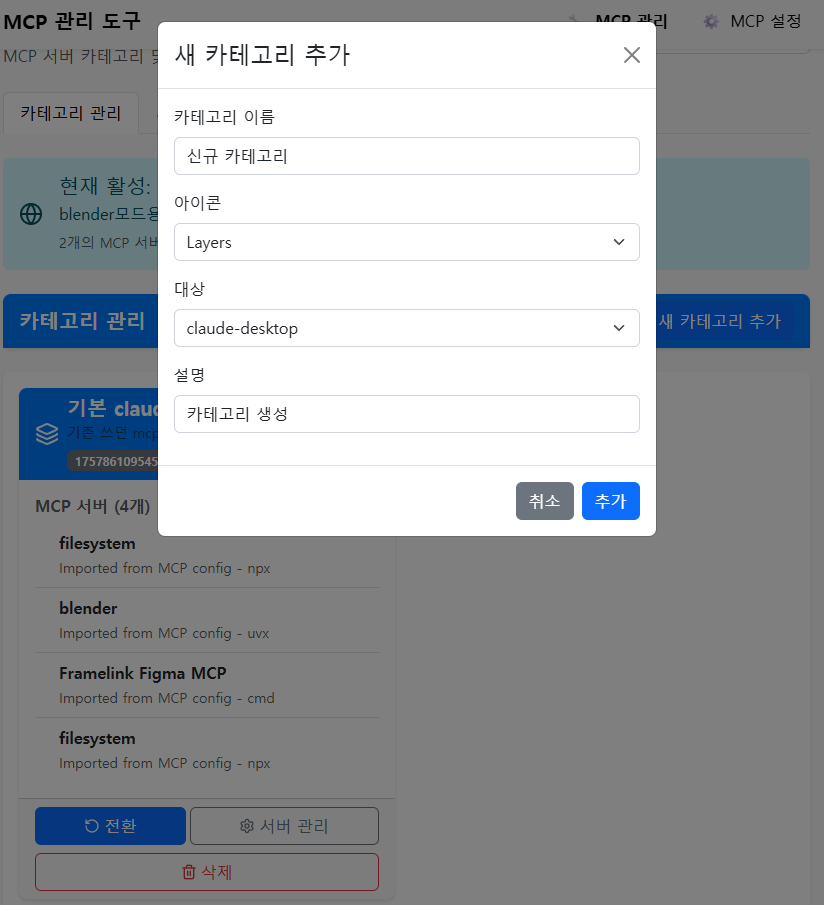 MCP 관리 도구
MCP 관리
MCP 설정
MCP 서버 카테고리 및
카테고리 관리
현재 활성:
blender모드용
2개의 MCP 서버
카테고리 관리
새 카테고리 추가
새 카테고리 추가
카테고리 이름
신규 카테고리
아이콘
Layers
대상
claude-desktop
설명
카테고리 생성
취소
추가
기본 claud
기존 쓰던 mcp
175786109545
MCP 서버 (4개)
filesystem
Imported from MCP config - npx
blender
Imported from MCP config - uvx
Framelink Figma MCP
Imported from MCP config - cmd
filesystem
Imported from MCP config - npx
전환
서버 관리
삭제